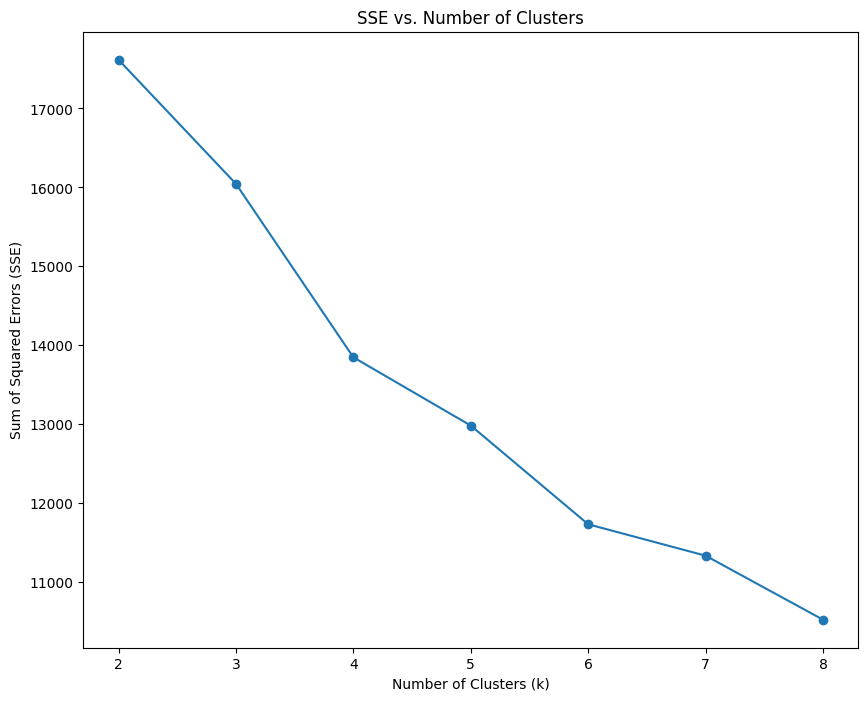 SSE vs. Number of Clusters
Sum of Squared Errors (SSE)
17000
16000
15000
14000
13000
12000
11000
2 3 4 5 6 7 8
Number of Clusters (k)